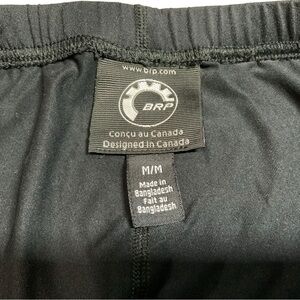 www.brp.com
BRP
Conçu au Canada
Designed in Canada
M/M
Made in
Bangladesh
Fait au
Bangladesh